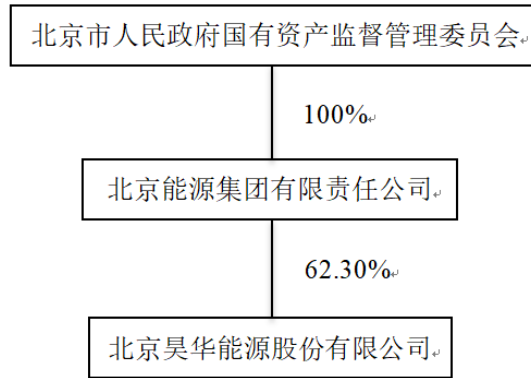 北京市人民政府国有资产监督管理委员会
100%
北京能源集团有限责任公司
62.30%
北京昊华能源股份有限公司